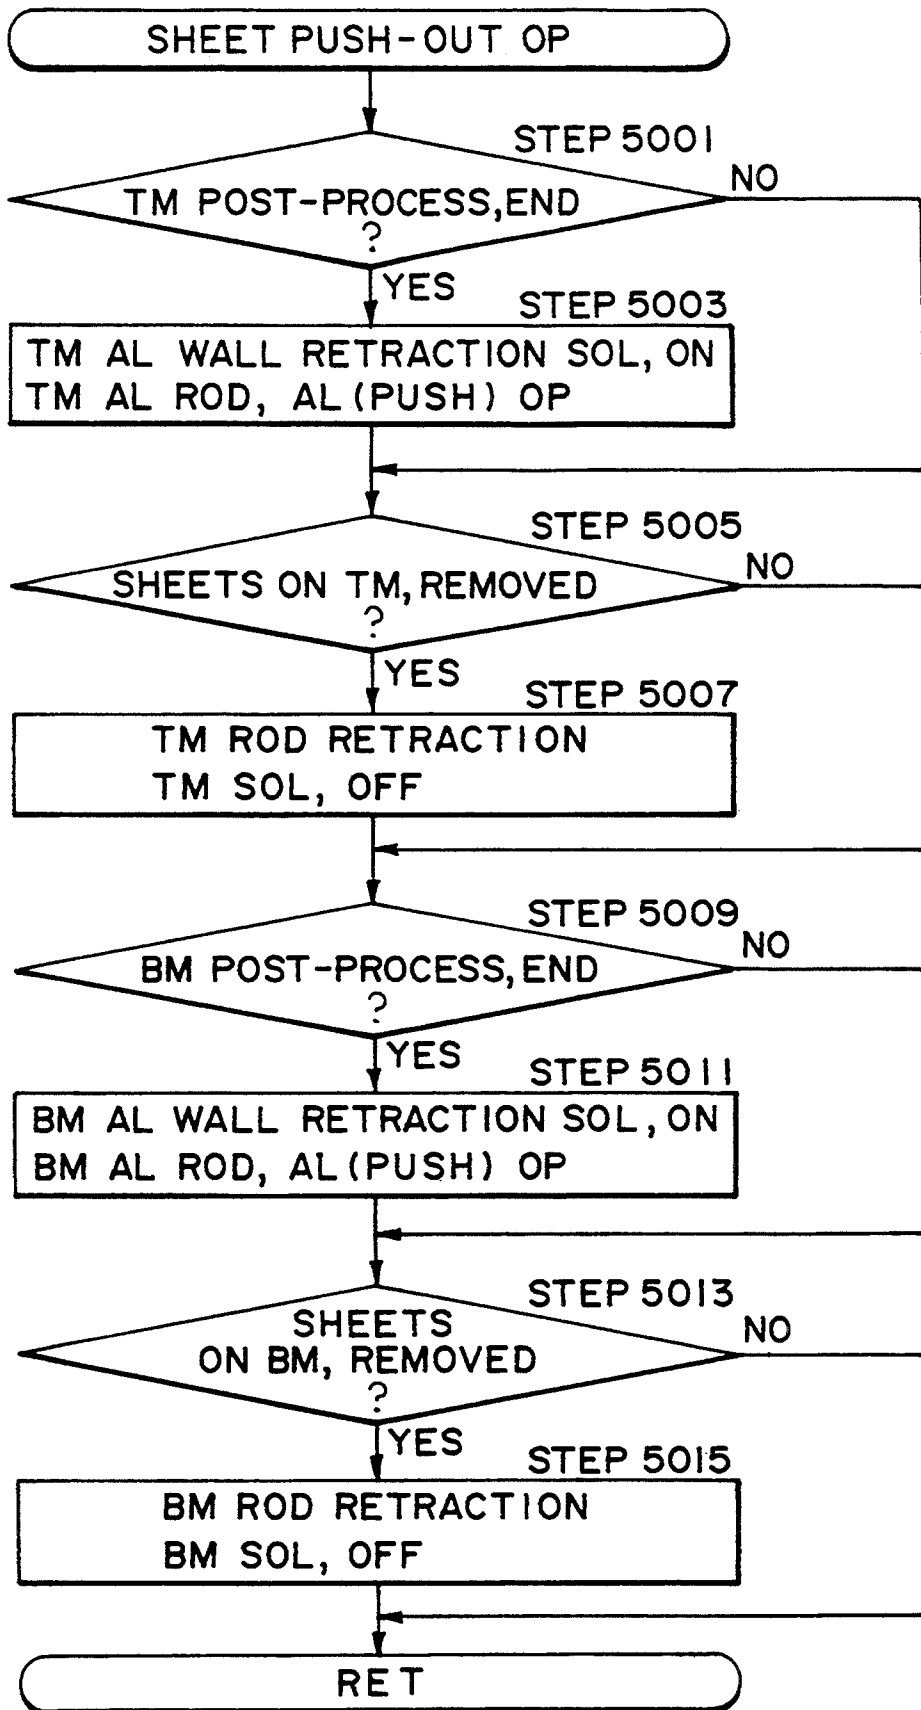 SHEET PUSH-OUT OP
STEP 5001
TM POST-PROCESS, END
?
NO
YES
STEP 5003
TM AL WALL RETRACTION SOL, ON
TM AL ROD, AL (PUSH) OP
STEP 5005
SHEETS ON TM, REMOVED
?
NO
YES
STEP 5007
TM ROD RETRACTION
TM SOL, OFF
STEP 5009
BM POST-PROCESS, END
?
NO
YES
STEP 5011
BM AL WALL RETRACTION SOL, ON
BM AL ROD, AL (PUSH) OP
STEP 5013
SHEETS
ON BM, REMOVED
?
NO
YES
STEP 5015
BM ROD RETRACTION
BM SOL, OFF
RET